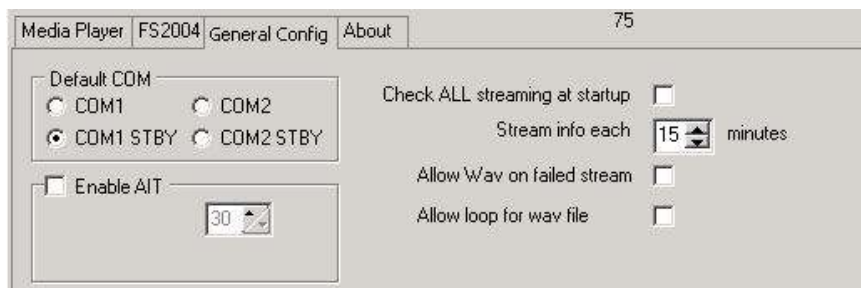 75
Media Player FS2004 General Config About
Default COM
COM1 COM2
COM1 STBY COM2 STBY
Enable AIT
30
Check ALL streaming at startup
Stream info each 15 minutes
Allow Wav on failed stream
Allow loop for wav file